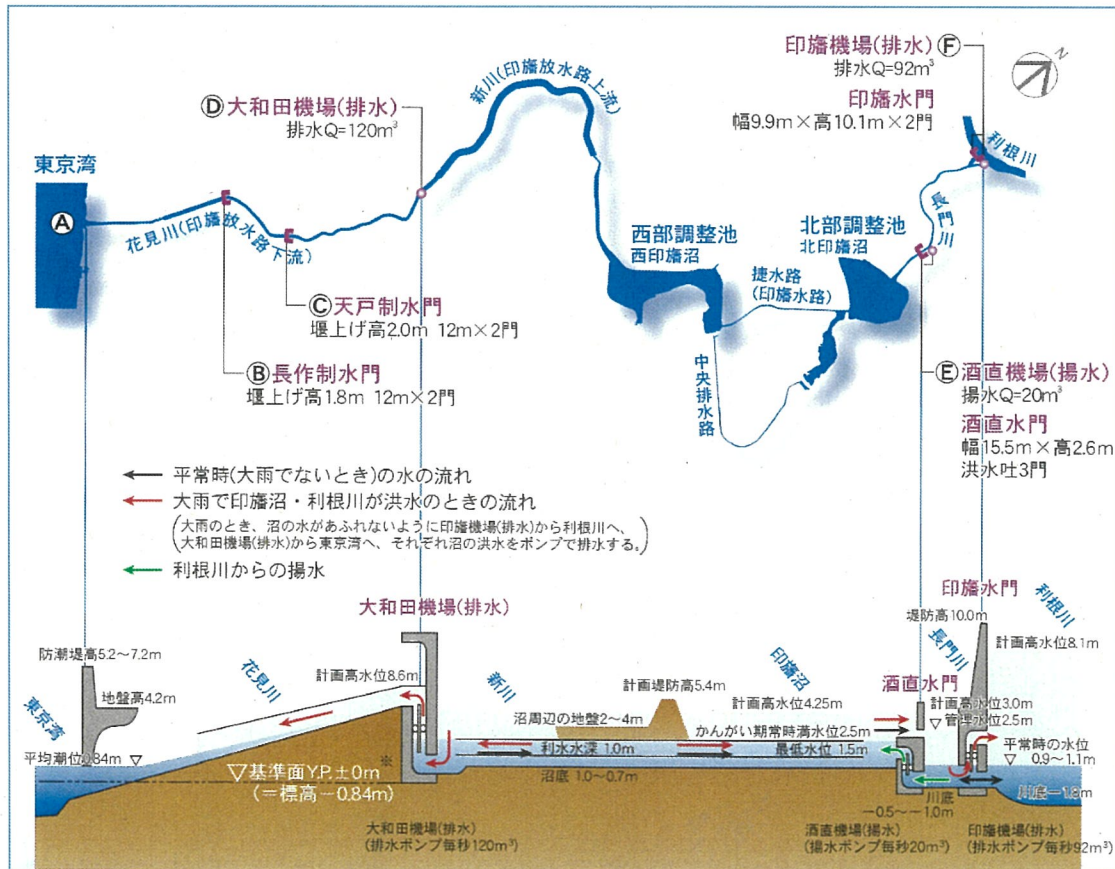 印旛機場(排水) Ⓕ
排水Q=92m³
印旛水門
幅9.9m×高10.1m×2門
N
新川(印旛放水路上流)
Ⓓ 大和田機場(排水)
排水Q=120m³
東京湾
Ⓐ
花見川(印旛放水路下流)
利根川
長門川
西部調整池
西印旛沼
北部調整池
北印旛沼
捷水路
(印旛水路)
中央排水路
Ⓒ 天戸制水門
堰上げ高2.0m 12m×2門
Ⓑ 長作制水門
堰上げ高1.8m 12m×2門
Ⓔ 酒直機場(揚水)
揚水Q=20m³
酒直水門
幅15.5m×高2.6m
洪水吐3門
平常時(大雨でないとき)の水の流れ
大雨で印旛沼・利根川が洪水のときの流れ
(大雨のとき、沼の水があふれないように印旛機場(排水)から利根川へ、
大和田機場(排水)から東京湾へ、それぞれ沼の洪水をポンプで排水する。)
利根川からの揚水
大和田機場(排水)
印旛水門
堤防高10.0m
利根川
計画高水位8.1m
長門川
防潮堤高5.2~7.2m
地盤高4.2m
東京湾
平均潮位0.84m ▽
花見川
計画高水位8.6m
新川
計画堤防高5.4m
印旛沼
計画高水位4.25m
酒直水門
計画高水位3.0m
▽ 管理水位2.5m
沼周辺の地盤2~4m
かんがい期常時満水位2.5m
利水水深 1.0m
最低水位 1.5m
平常時の水位
▽ 0.9~1.1m
沼底 1.0~0.7m
※
▽基準面Y.P.±0m
(=標高-0.84m)
川底
-0.5~-1.0m
川底-1.9m
大和田機場(排水)
(排水ポンプ毎秒120m³)
酒直機場(揚水)
(揚水ポンプ毎秒20m³)
印旛機場(排水)
(排水ポンプ毎秒92m³)